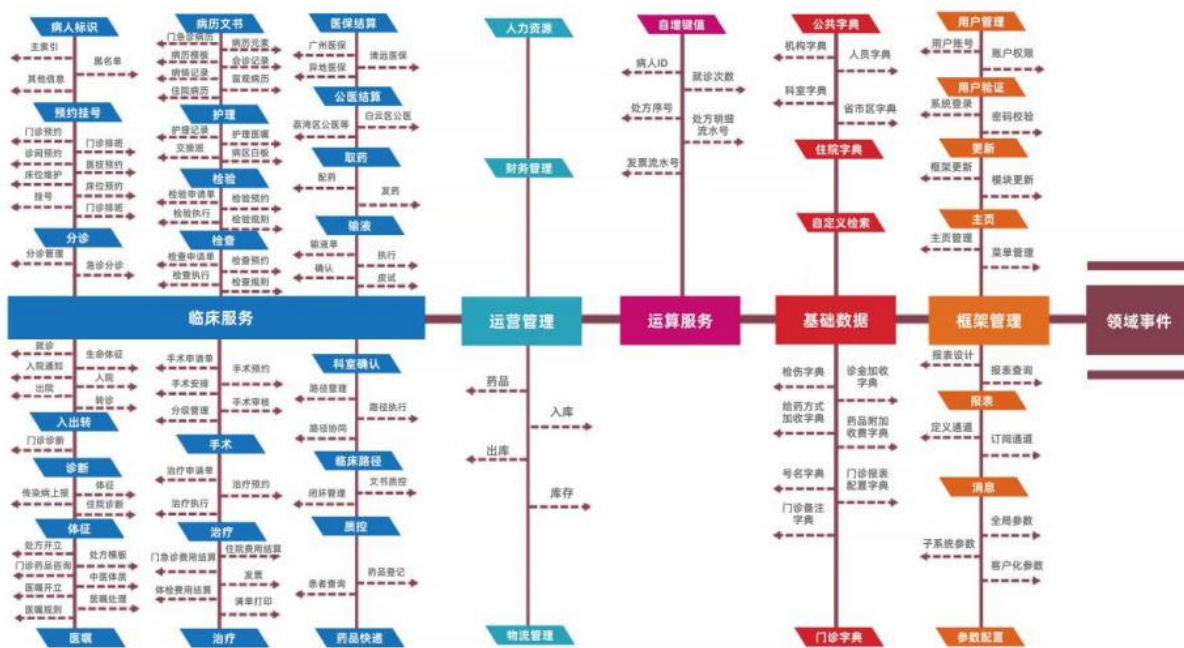 病人标识
主索引
黑名单
其他信息
预约挂号
门诊预约
门诊排班
诊间预约
医技预约
床位维护
床位预约
挂号
门诊排班
分诊
分诊管理
急诊分诊
病历文书
门急诊病历
病历元素
病历模板
会诊记录
病情记录
留观病历
住院病历
护理
护理记录
护理医嘱
交接班
病区白板
检验
检验申请单
检验预约
检验执行
检验规则
检查
检查申请单
检查预约
检查执行
检查规则
医保结算
广州医保
清远医保
异地医保
公医结算
白云区公医
荔湾区公医等
取药
配药
发药
输液
输液单
执行
确认
皮试
人力资源
财务管理
自增键值
病人ID
就诊次数
处方序号
处方明细
流水号
发票流水号
公共字典
机构字典
人员字典
科室字典
省市区字典
住院字典
自定义检索
用户管理
用户账号
账户权限
用户验证
系统登录
密码校验
更新
框架更新
模块更新
主页
主页管理
菜单管理
临床服务
运营管理
运算服务
基础数据
框架管理
领域事件
就诊
生命体征
入院通知
入院
出院
转诊
入出转
门诊诊断
诊断
体征
传染病上报
住院诊断
体征
处方开立
处方模板
门诊药品咨询
中医体质
医嘱开立
医嘱处理
医嘱规则
医嘱
手术申请单
手术预约
手术安排
手术审核
分级管理
手术
治疗申请单
治疗预约
治疗执行
治疗
住院费用结算
门急诊费用结算
发票
体检费用结算
清单打印
治疗
科室确认
路径管理
路径执行
路径协同
临床路径
文书质控
闭环管理
质控
药品登记
患者查询
药品快递
药品
入库
出库
库存
物流管理
检伤字典
诊金加收
字典
给药方式
加收字典
药品附加
收费字典
号名字典
门诊报表
配置字典
门诊备注
字典
门诊字典
报表设计
报表查询
报表
定义通道
订阅通道
消息
全局参数
子系统参数
客户化参数
参数配置